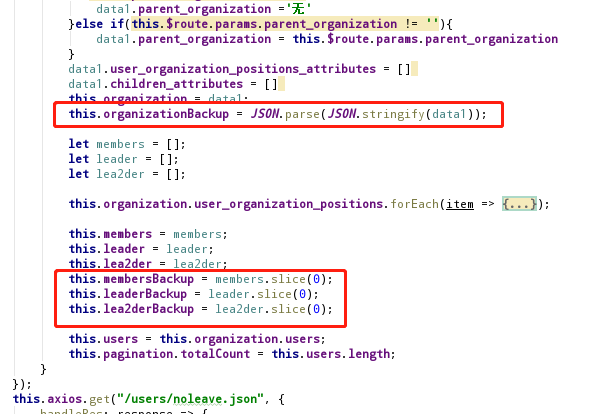 data1.parent_organization ='无'
}else if(this.$route.params.parent_organization != ''){
data1.parent_organization = this.$route.params.parent_organization
}
data1.user_organization_positions_attributes = []
data1.children_attributes = []
this.organization = data1;
this.organizationBackup = JSON.parse(JSON.stringify(data1));
let members = [];
let leader = [];
let lea2der = [];
this.organization.user_organization_positions.forEach(item => {...});
this.members = members;
this.leader = leader;
this.lea2der = lea2der;
this.membersBackup = members.slice(0);
this.leaderBackup = leader.slice(0);
this.lea2derBackup = lea2der.slice(0);
this.users = this.organization.users;
this.pagination.totalCount = this.users.length;
}
});
this.axios.get("/users/noleave.json", {
handleRes: response => {